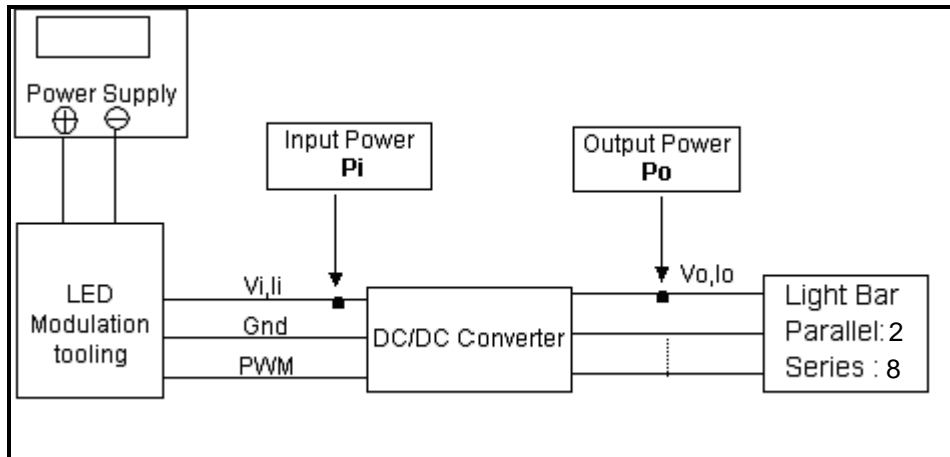 Power Supply
Input Power
Pi
Output Power
Po
LED
Modulation
tooling
Vi,Ii
Gnd
PWM
DC/DC Converter
Vo,Io
Light Bar
Parallel: 2
Series : 8